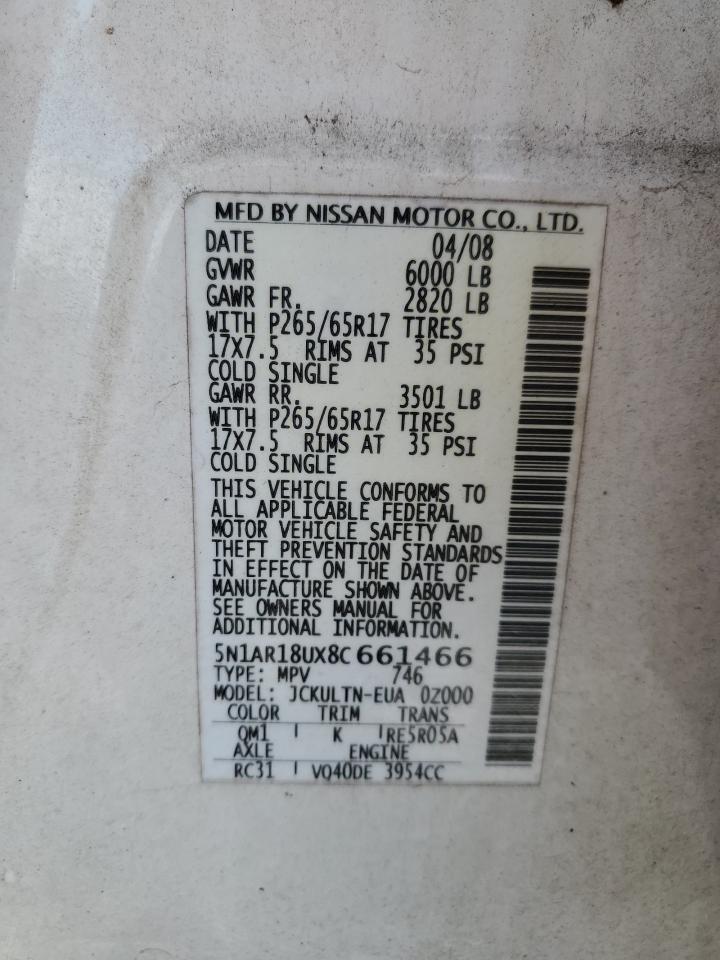 MFD BY NISSAN MOTOR CO., LTD.
DATE 04/08
GVWR 6000 LB
GAWR FR. 2820 LB
WITH P265/65R17 TIRES
17X7.5 RIMS AT 35 PSI
COLD SINGLE
GAWR RR. 3501 LB
WITH P265/65R17 TIRES
17X7.5 RIMS AT 35 PSI
COLD SINGLE
THIS VEHICLE CONFORMS TO
ALL APPLICABLE FEDERAL
MOTOR VEHICLE SAFETY AND
THEFT PREVENTION STANDARDS
IN EFFECT ON THE DATE OF
MANUFACTURE SHOWN ABOVE.
SEE OWNERS MANUAL FOR
ADDITIONAL INFORMATION.
5N1AR18UX8C661466
TYPE: MPV 746
MODEL: JCKULTN-EUA 0Z000
COLOR TRIM TRANS
QM1 K RE5R05A
AXLE ENGINE
RC31 VQ40DE 3954CC